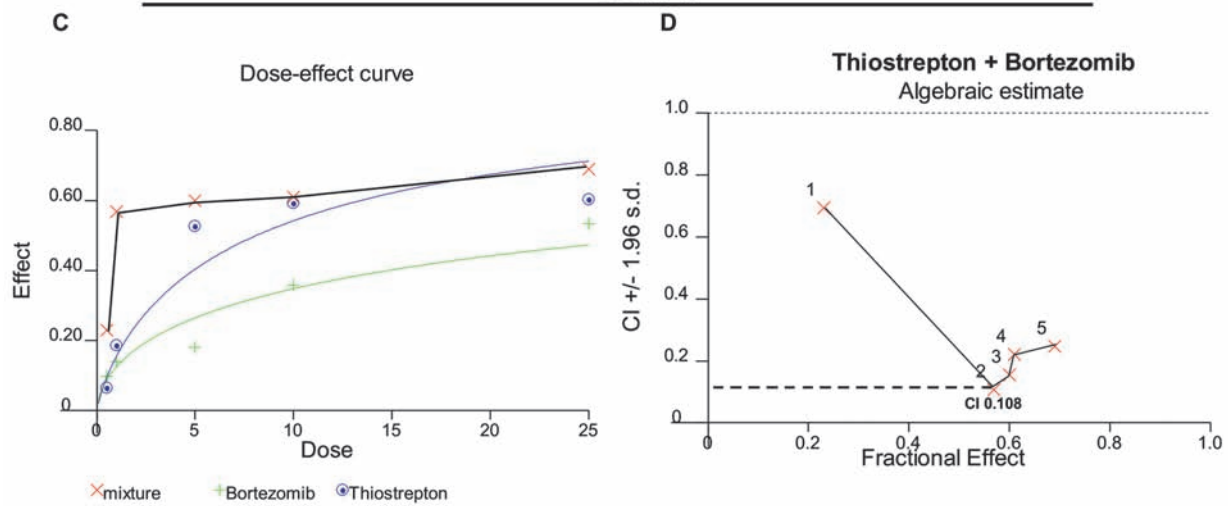 C
Dose-effect curve
0.80
0.60
0.40
0.20
0
Effect
0
5
10
15
20
25
Dose
mixture
Bortezomib
Thiostrepton
D
Thiostrepton + Bortezomib
Algebraic estimate
1.0
0.8
0.6
0.4
0.2
0
CI +/- 1.96 s.d.
1
2
3
4
5
CI 0.108
0
0.2
0.4
0.6
0.8
1.0
Fractional Effect